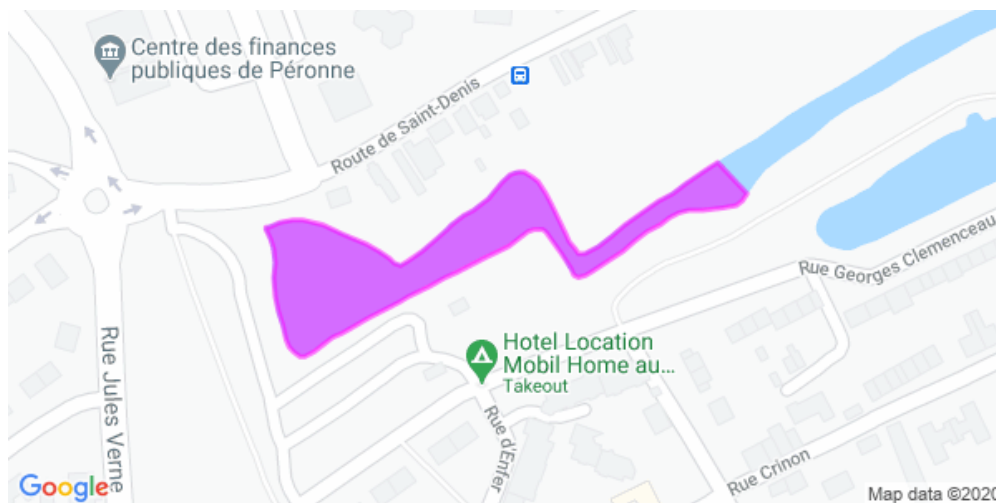 Centre des finances
publiques de Péronne
Route de Saint-Denis
Rue Georges Clemenceau
Rue Jules Verne
Hotel Location
Mobil Home au...
Takeout
Rue d'Enfer
Rue Crinon
Google
Map data ©2020